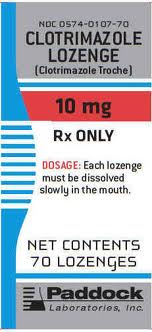 NDC 0574-0107-70
CLOTRIMAZOLE
LOZENGE
(Clotrimazole Troche)
10 mg
Rx ONLY
DOSAGE: Each lozenge
must be dissolved
slowly in the mouth.
NET CONTENTS
70 LOZENGES
Paddock
Laboratories, Inc.